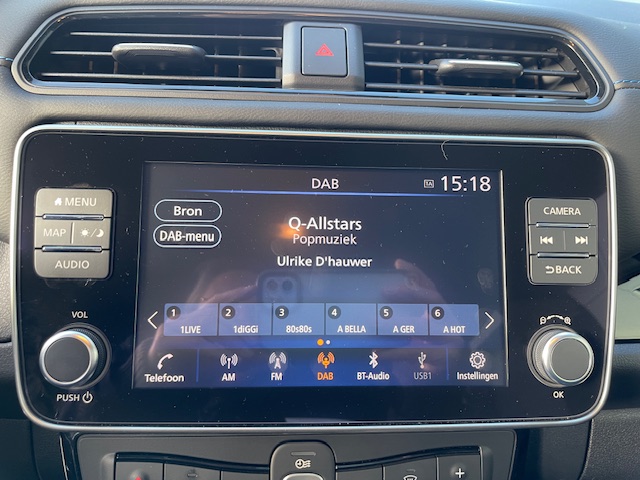 DAB
1A 15:18
MENU
MAP
AUDIO
Bron
DAB-menu
Q-Allstars
Popmuziek
Ulrike D'hauwer
CAMERA
BACK
1 2 3 4 5 6
1LIVE 1diGGi 80s80s A BELLA A GER A HOT
VOL
PUSH
Telefoon AM FM DAB BT-Audio USB1 Instellingen
OK